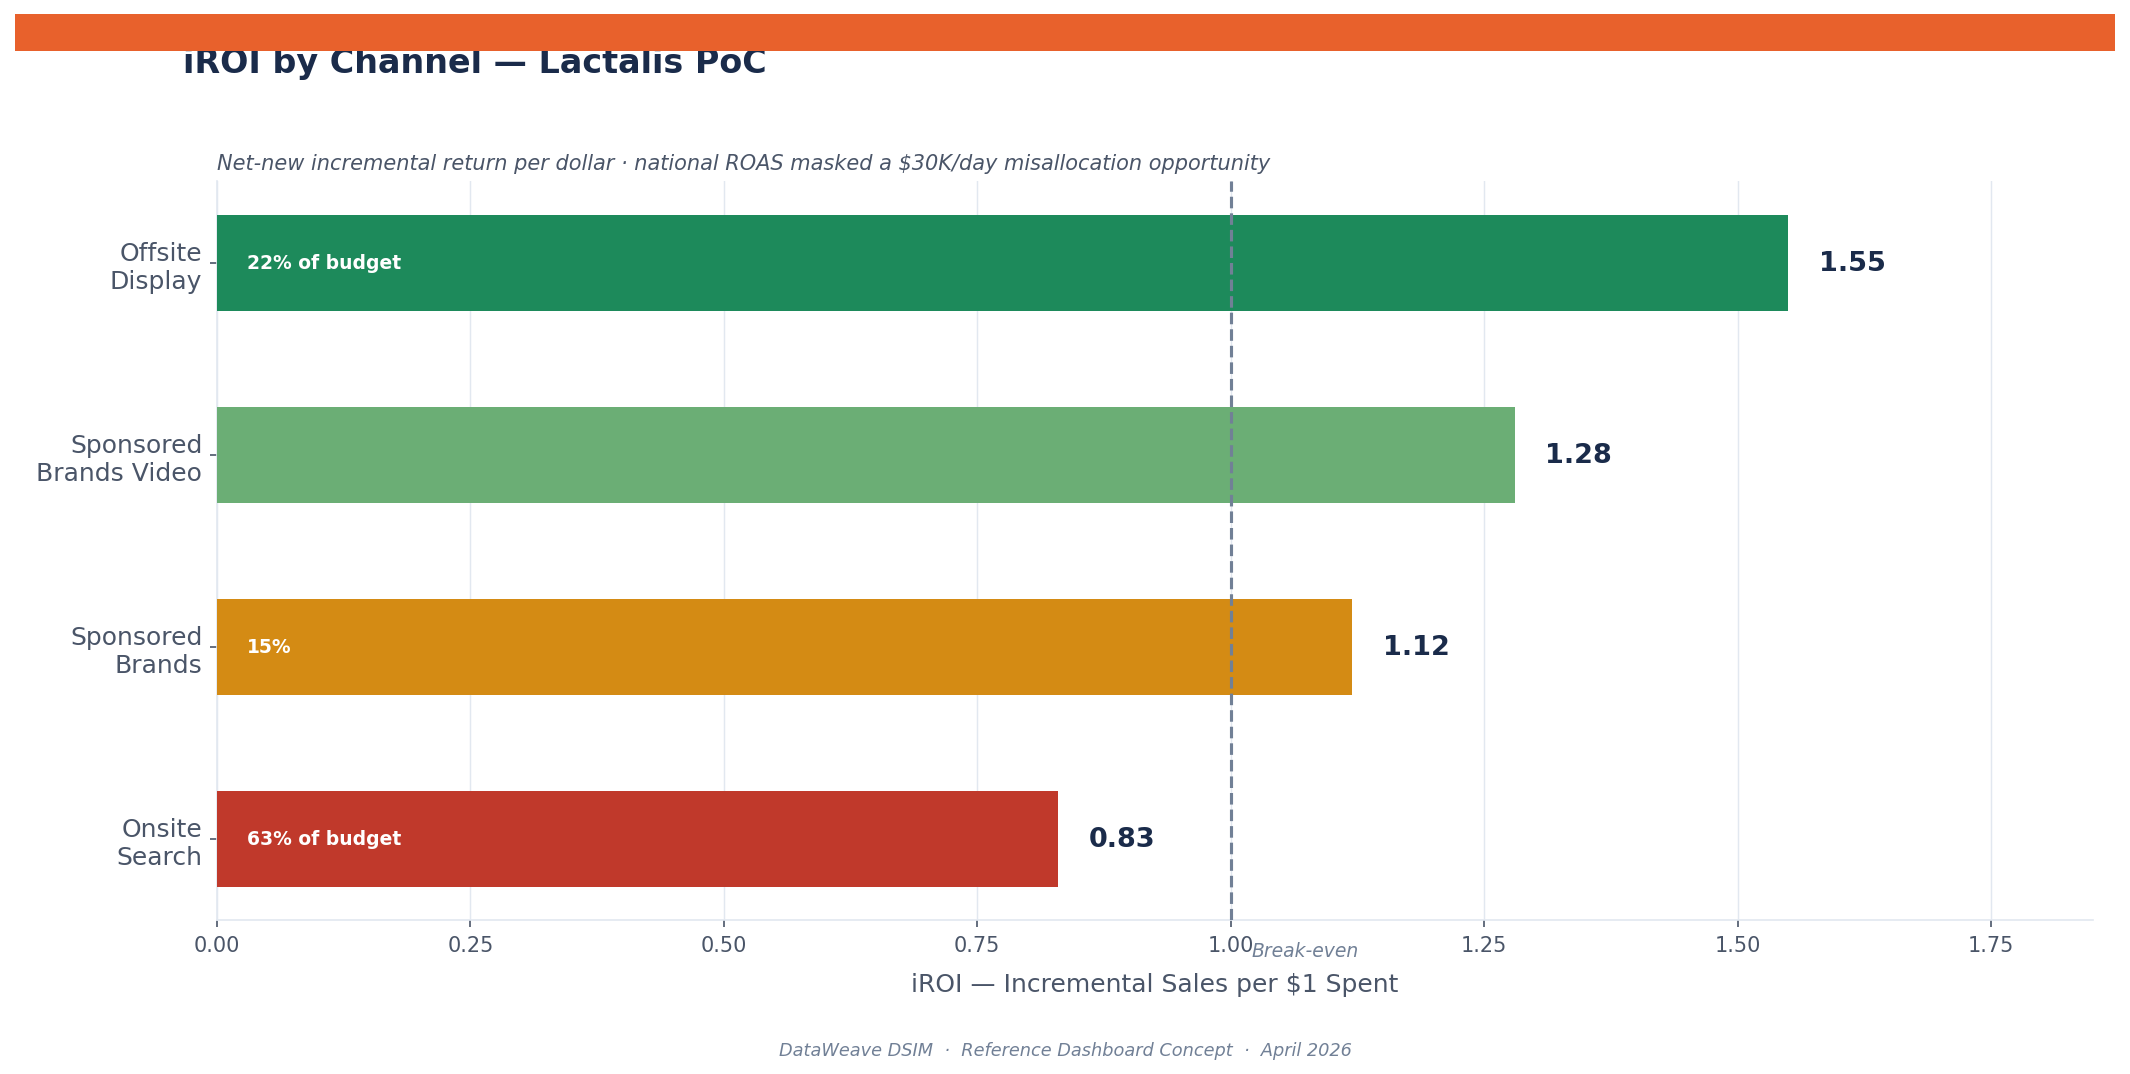 iROI by Channel — Lactalis PoC
Net-new incremental return per dollar · national ROAS masked a $30K/day misallocation opportunity
Offsite
Display
22% of budget
1.55
Sponsored
Brands Video
1.28
Sponsored
Brands
15%
1.12
Onsite
Search
63% of budget
0.83
0.00 0.25 0.50 0.75 1.00 1.25 1.50 1.75
Break-even
iROI — Incremental Sales per $1 Spent
DataWeave DSIM · Reference Dashboard Concept · April 2026